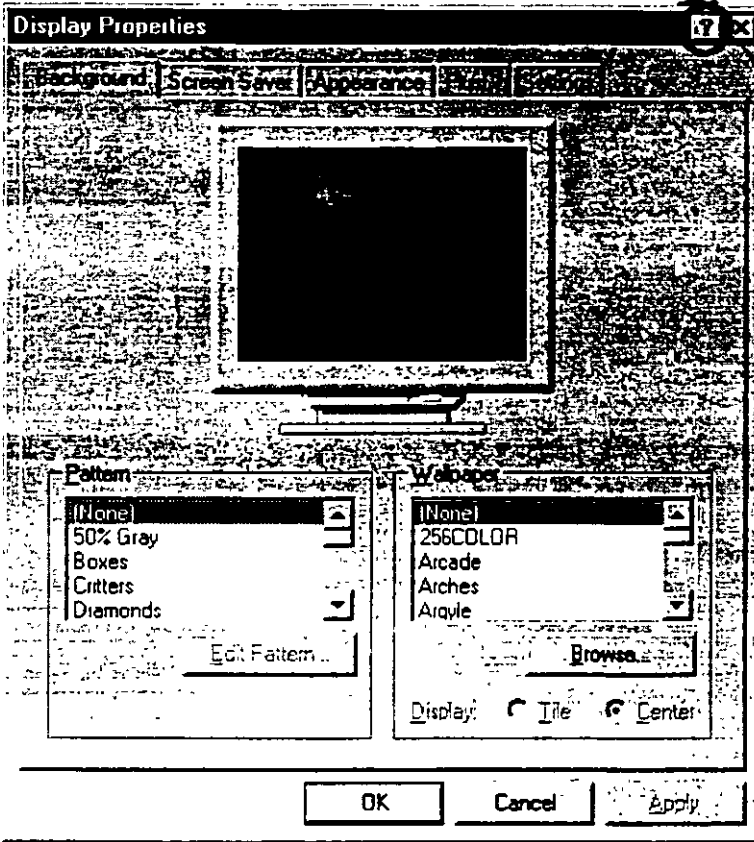 Display Properties ?
Background Screen Saver Appearance Settings
Pattern
(None)
50% Gray
Boxes
Critters
Diamonds
Edit Pattern...
Wallpaper
(None)
256COLOR
Arcade
Arches
Argyle
Browse...
Display: Tile Center
OK Cancel Apply